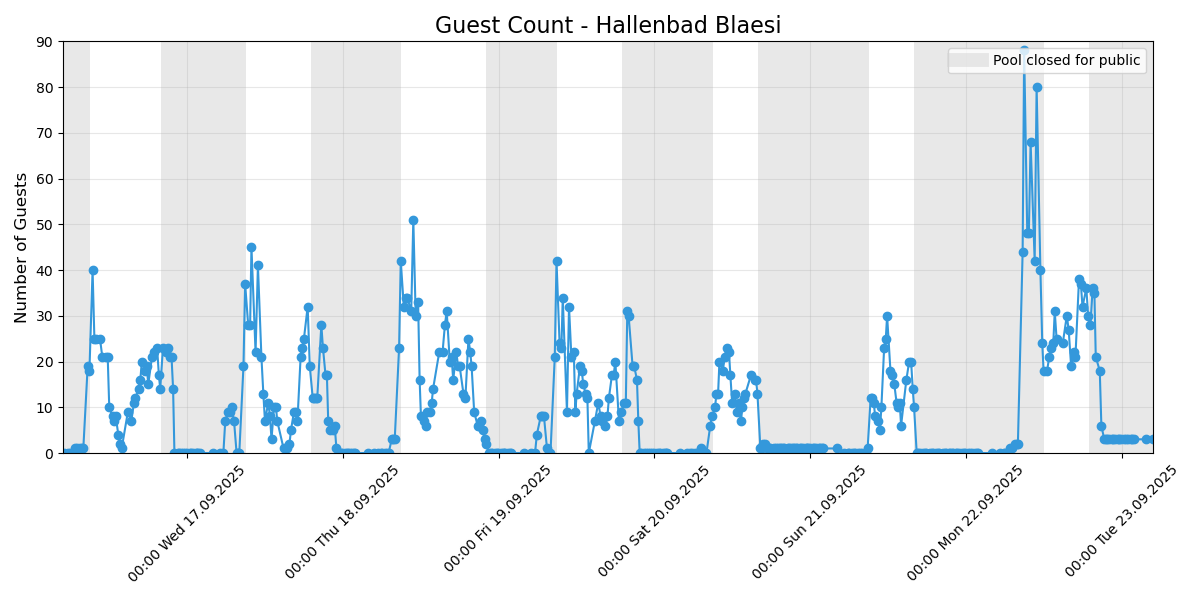 Guest Count - Hallenbad Blaesi
Pool closed for public
Number of Guests
90
80
70
60
50
40
30
20
10
0
00:00 Wed 17.09.2025
00:00 Thu 18.09.2025
00:00 Fri 19.09.2025
00:00 Sat 20.09.2025
00:00 Sun 21.09.2025
00:00 Mon 22.09.2025
00:00 Tue 23.09.2025